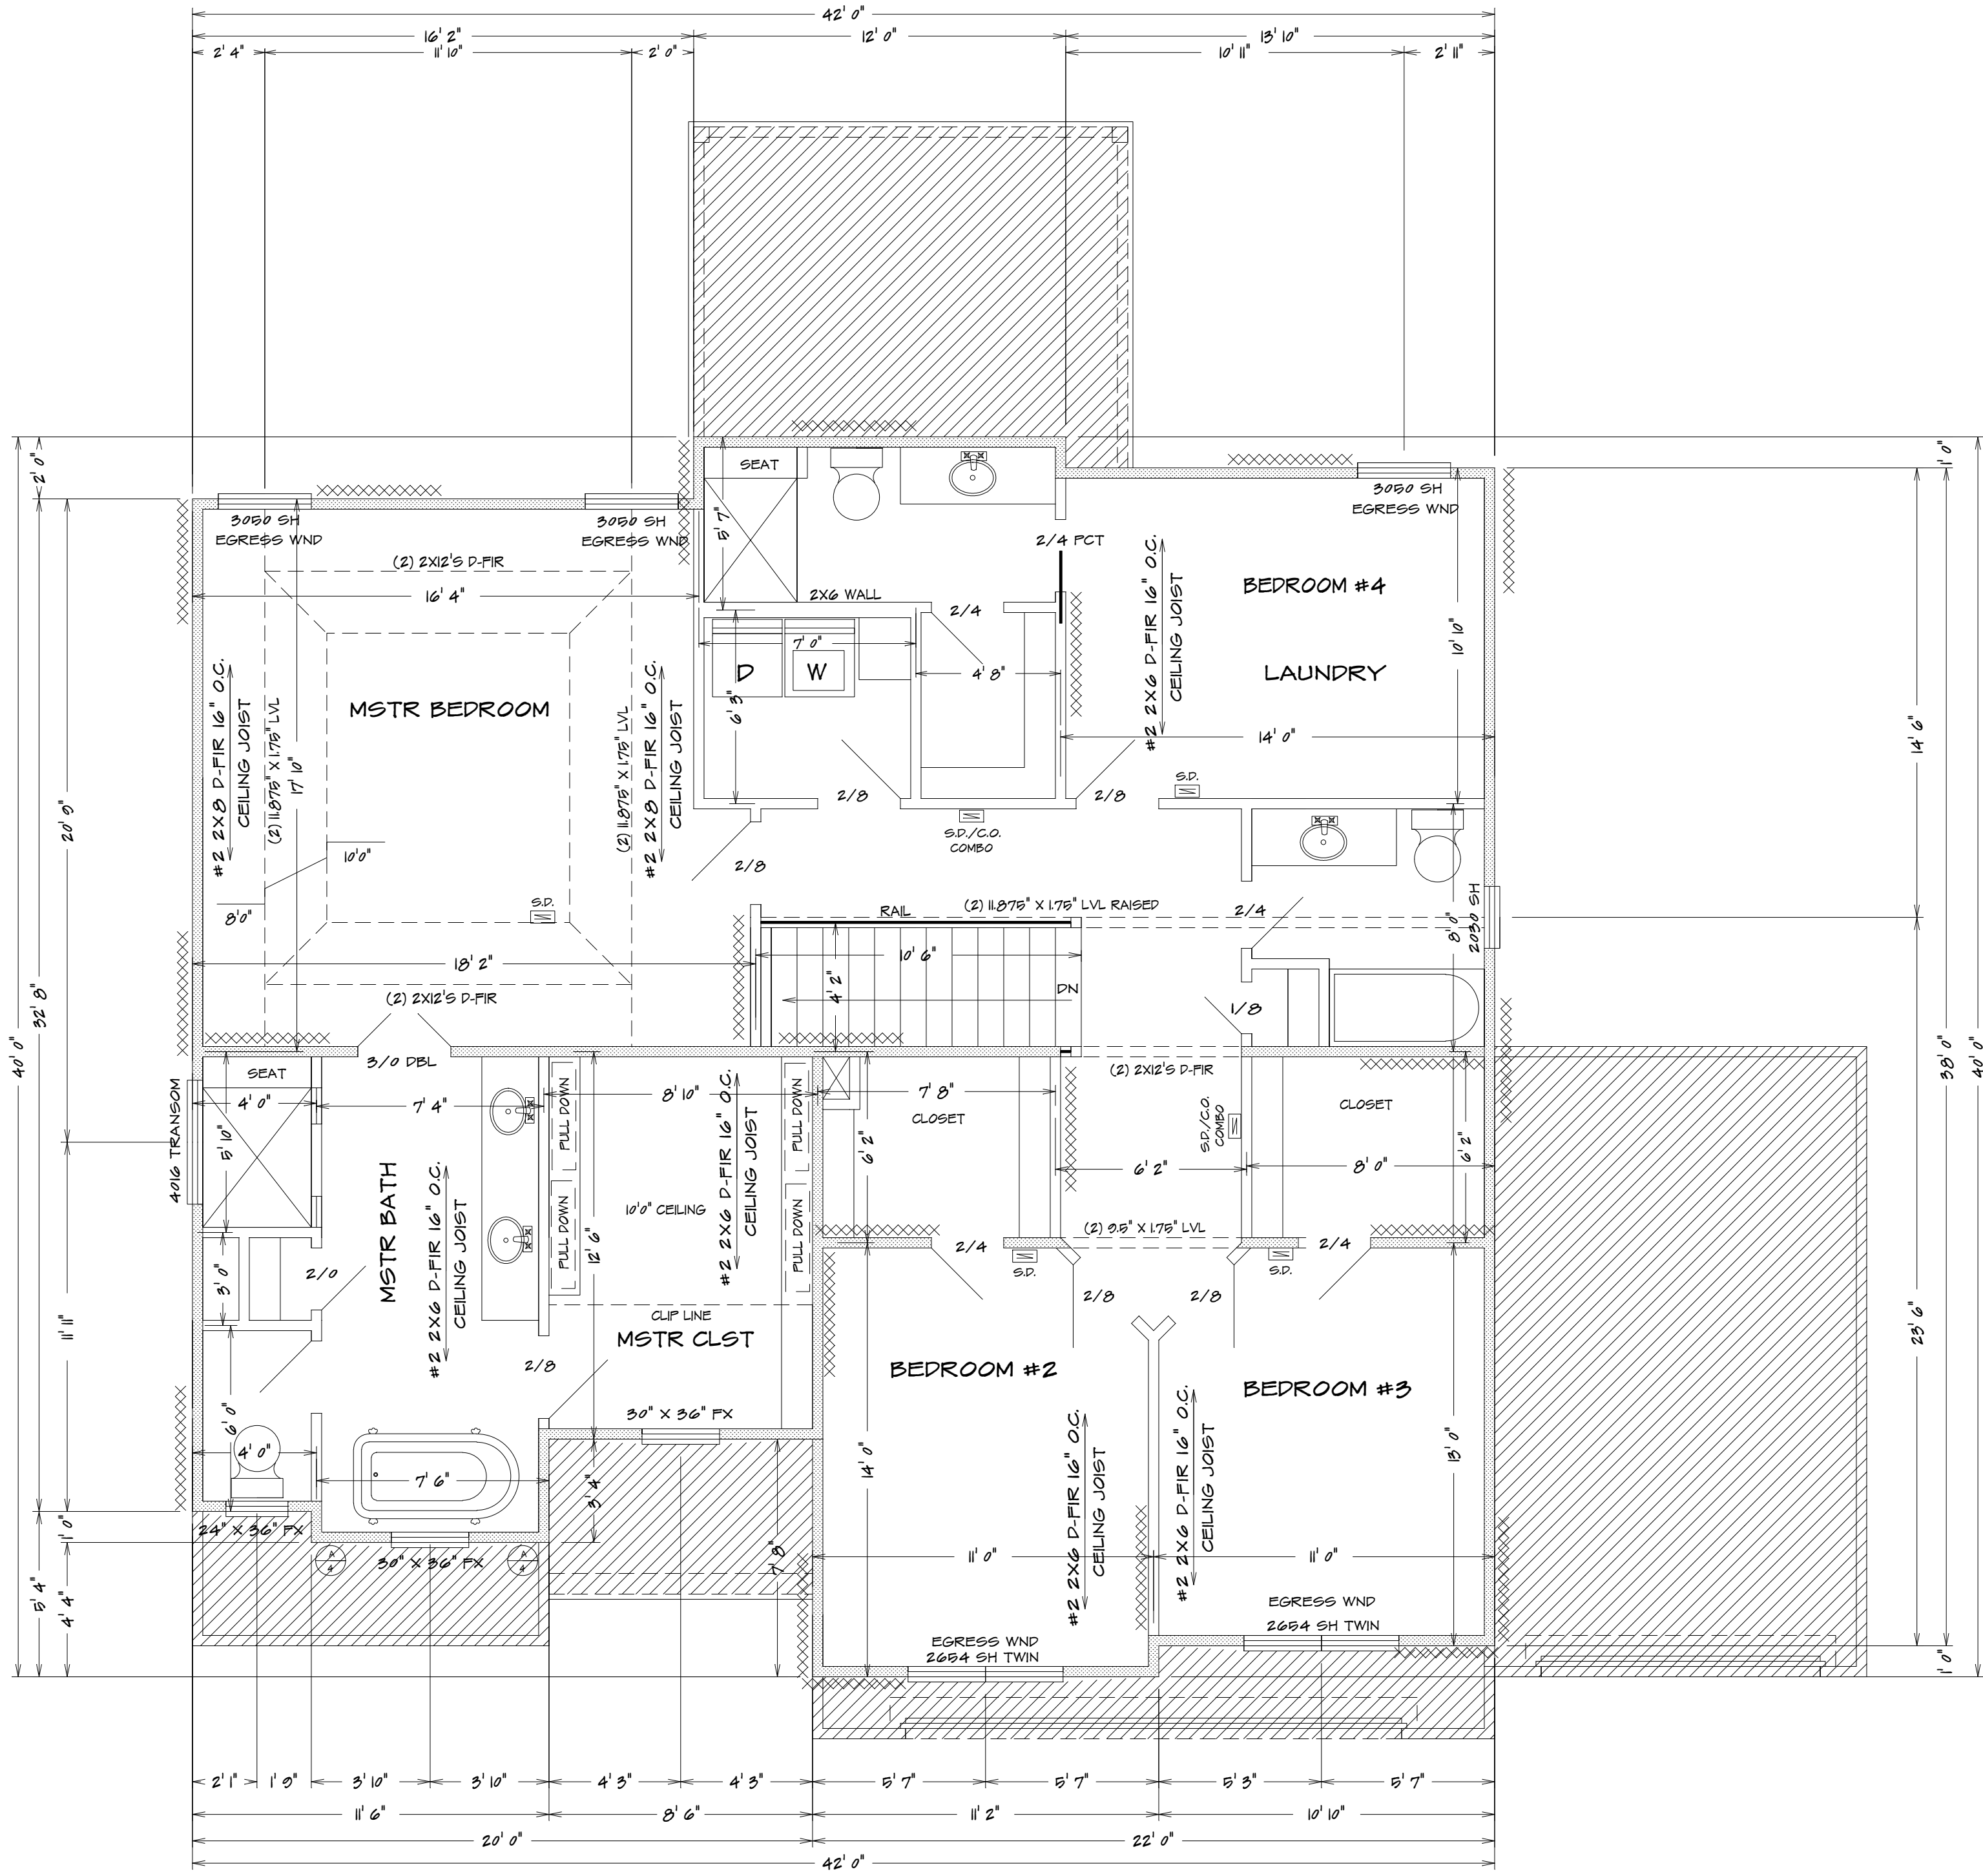 42' 0"
16' 2"
12' 0"
13' 10"
2' 4"
11' 10"
2' 0"
10' 11"
2' 11"
2' 0"
1' 0"
SEAT
3050 SH
EGRESS WND
3050 SH
EGRESS WND
3050 SH
EGRESS WND
5' 7"
2/4 PCT
(2) 2X12'S D-FIR
16' 4"
2X6 WALL
2/4
BEDROOM #4
10' 10"
7' 0"
D
W
4' 8"
LAUNDRY
6' 3"
#2 2X6 D-FIR 16" O.C.
CEILING JOIST
MSTR BEDROOM
#2 2X8 D-FIR 16" O.C.
CEILING JOIST
(2) 11.875" X 1.75" LVL
17' 10"
(2) 11.875" X 1.75" LVL
#2 2X8 D-FIR 16" O.C.
CEILING JOIST
14' 0"
14' 6"
S.D.
2/8
2/8
20' 9"
S.D./C.O.
COMBO
10'0"
2/8
8'0"
S.D.
RAIL
(2) 11.875" X 1.75" LVL RAISED
2/4
8' 0"
2030 SH
18' 2"
10' 6"
4' 2"
DN
1/8
(2) 2X12'S D-FIR
32' 8"
40' 0"
38' 0"
40' 0"
3/0 DBL
SEAT
(2) 2X12'S D-FIR
4016 TRANSOM
4' 0"
7' 4"
PULL DOWN
8' 10"
PULL DOWN
7' 8"
CLOSET
CLOSET
5' 10"
6' 2"
S.D./C.O.
COMBO
6' 2"
6' 2"
8' 0"
#2 2X6 D-FIR 16" O.C.
CEILING JOIST
MSTR BATH
#2 2X6 D-FIR 16" O.C.
CEILING JOIST
PULL DOWN
10'0" CEILING
PULL DOWN
12' 6"
(2) 9.5" X 1.75" LVL
2/4
2/4
S.D.
S.D.
3' 0"
2/0
2/8
2/8
11' 11"
23' 6"
CLIP LINE
MSTR CLST
2/8
BEDROOM #2
BEDROOM #3
6' 0"
30" X 36" FX
4' 0"
7' 6"
3' 4"
14' 0"
13' 0"
#2 2X6 D-FIR 16" O.C.
CEILING JOIST
#2 2X6 D-FIR 16" O.C.
CEILING JOIST
24" X 36" FX
1' 0"
A
4
30" X 36" FX
A
4
7' 8"
11' 0"
11' 0"
5' 4"
4' 4"
EGRESS WND
2654 SH TWIN
EGRESS WND
2654 SH TWIN
1' 0"
2' 1"
1' 9"
3' 10"
3' 10"
4' 3"
4' 3"
5' 7"
5' 7"
5' 3"
5' 7"
11' 6"
8' 6"
11' 2"
10' 10"
20' 0"
22' 0"
42' 0"